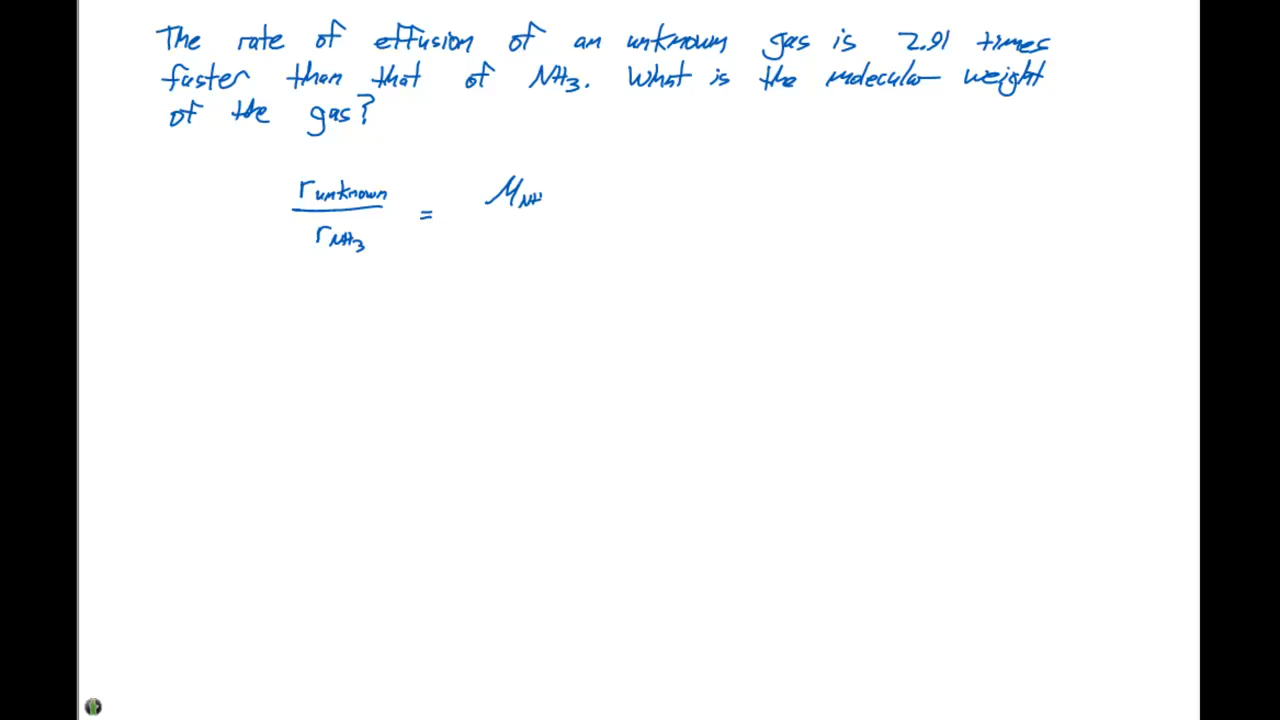 The rate of effusion of an unknown gas is 2.91 times
faster than that of NH3. What is the molecular weight
of the gas?
r unknown
= M NH
r NH3